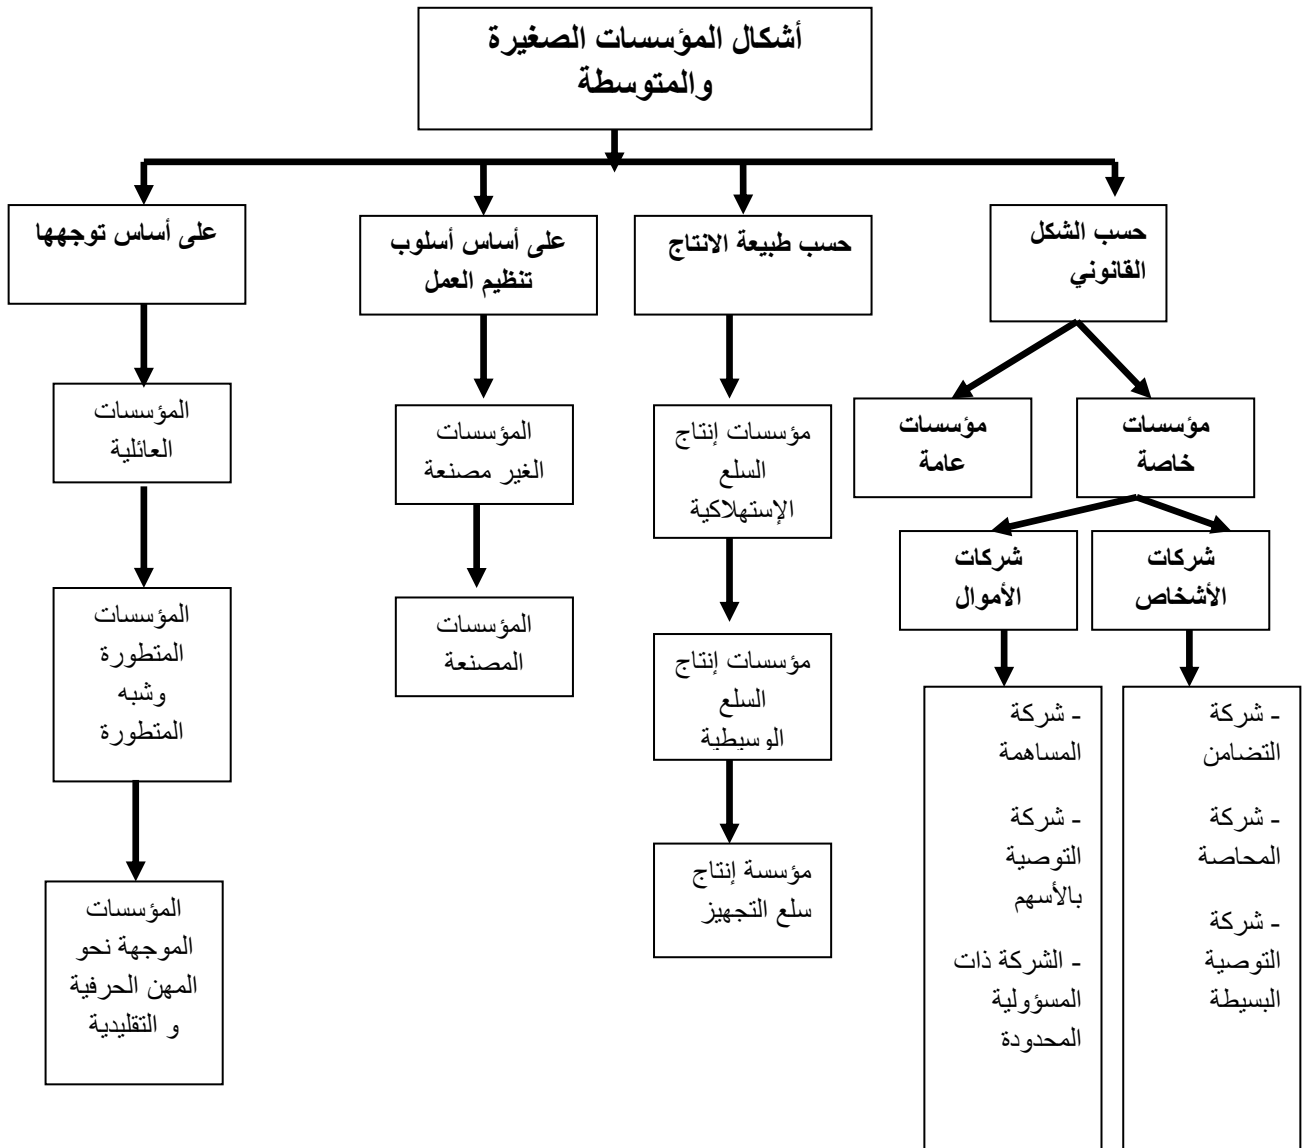 أشكال المؤسسات الصغيرة
والمتوسطة
حسب الشكل
القانوني
حسب طبيعة الانتاج
على أساس أسلوب
تنظيم العمل
على أساس توجهها
مؤسسات
خاصة
مؤسسات
عامة
شركات
الأشخاص
شركات
الأموال
- شركة
التضامن
- شركة
المحاصة
- شركة
التوصية
البسيطة
- شركة
المساهمة
- شركة
التوصية
بالأسهم
- الشركة ذات
المسؤولية
المحدودة
مؤسسات إنتاج
السلع
الإستهلاكية
مؤسسات إنتاج
السلع
الوسيطية
مؤسسة إنتاج
سلع التجهيز
المؤسسات
الغير مصنعة
المؤسسات
المصنعة
المؤسسات
العائلية
المؤسسات
المتطورة
وشبه
المتطورة
المؤسسات
الموجهة نحو
المهن الحرفية
و التقليدية